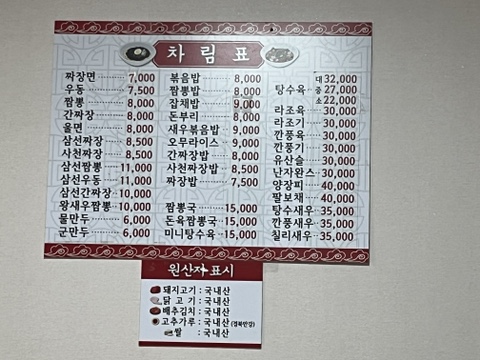 차림표
짜장면 7,000
우동 7,500
짬뽕 8,000
간짜장 8,000
울면 8,000
삼선짜장 8,500
사천짜장 8,500
삼선짬뽕 11,000
삼선우동 11,000
삼선간짜장 10,000
왕새우짬뽕 10,000
물만두 6,000
군만두 6,000
볶음밥 8,000
짬뽕밥 8,000
잡채밥 9,000
돈부리 8,000
새우볶음밥 9,000
오무라이스 9,000
간짜장밥 8,000
사천짜장밥 8,500
짜장밥 7,500
짬뽕국 15,000
돈육짬뽕국 15,000
미니탕수육 15,000
탕수육 대 32,000
중 27,000
소 22,000
라조육 30,000
라조기 30,000
깐풍육 30,000
깐풍기 30,000
유산슬 30,000
난자완스 30,000
양장피 40,000
팔보채 40,000
탕수새우 35,000
깐풍새우 35,000
칠리새우 35,000
원산지표시
돼지고기 : 국내산
닭고기 : 국내산
배추김치 : 국내산
고추가루 : 국내산
쌀 : 국내산